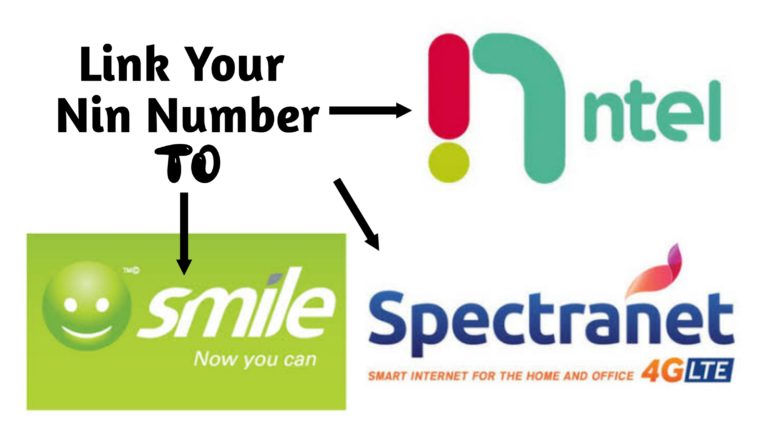 Link Your
Nin Number
TO
ntel
smile
TM
Now you can
Spectranet
SMART INTERNET FOR THE HOME AND OFFICE 4G LTE